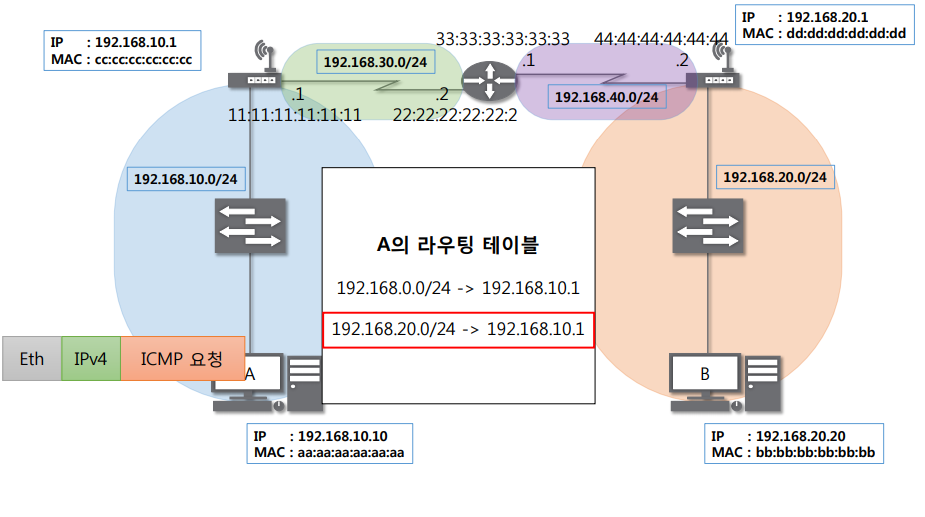 IP : 192.168.10.1
MAC : cc:cc:cc:cc:cc:cc
192.168.30.0/24
33:33:33:33:33:33
44:44:44:44:44:44
IP : 192.168.20.1
MAC : dd:dd:dd:dd:dd:dd
.1
.2
.1
.2
11:11:11:11:11:11
22:22:22:22:22:2
192.168.40.0/24
192.168.10.0/24
192.168.20.0/24
A의 라우팅 테이블
192.168.0.0/24 -> 192.168.10.1
192.168.20.0/24 -> 192.168.10.1
Eth
IPv4
ICMP 요청
A
B
IP : 192.168.10.10
MAC : aa:aa:aa:aa:aa:aa
IP : 192.168.20.20
MAC : bb:bb:bb:bb:bb:bb